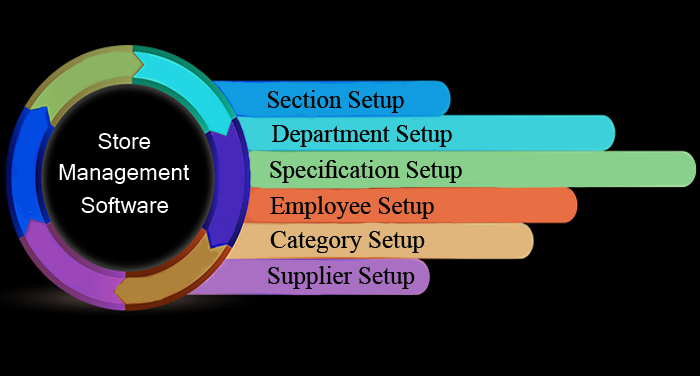 Store
Management
Software
Section Setup
Department Setup
Specification Setup
Employee Setup
Category Setup
Supplier Setup